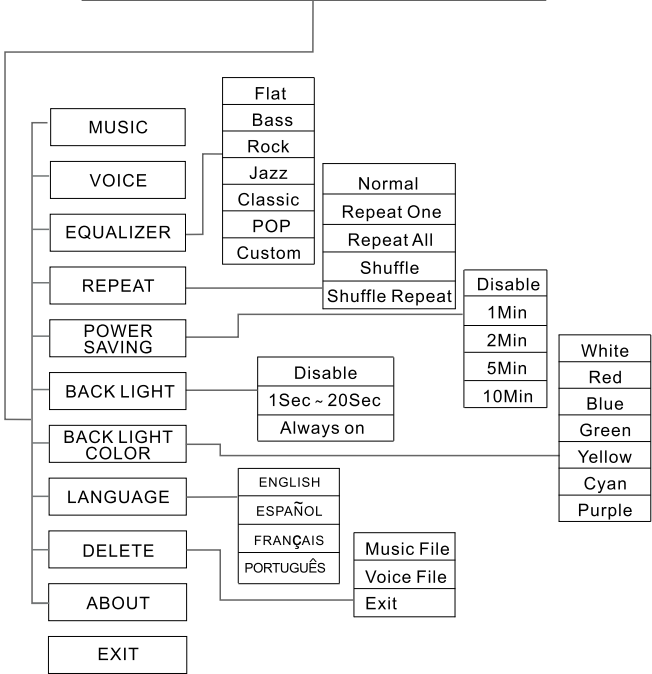 MUSIC
VOICE
EQUALIZER
REPEAT
POWER
SAVING
BACK LIGHT
BACK LIGHT
COLOR
LANGUAGE
DELETE
ABOUT
EXIT
Flat
Bass
Rock
Jazz
Classic
POP
Custom
Normal
Repeat One
Repeat All
Shuffle
Shuffle Repeat
Disable
1Min
2Min
5Min
10Min
Disable
1Sec ~ 20Sec
Always on
White
Red
Blue
Green
Yellow
Cyan
Purple
ENGLISH
ESPAÑOL
FRANÇAIS
PORTUGUÊS
Music File
Voice File
Exit